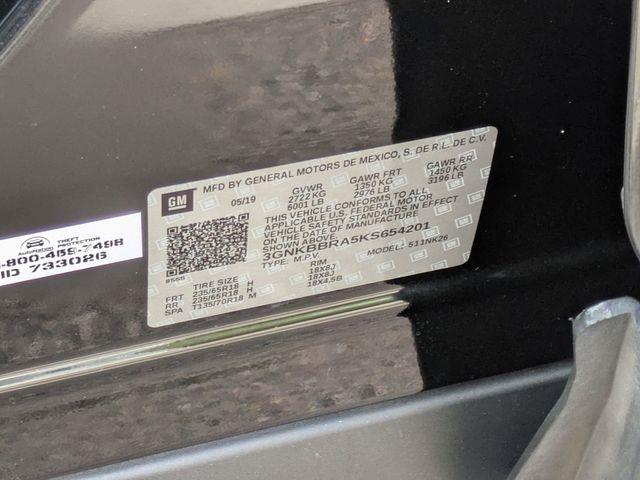 MFD BY GENERAL MOTORS DE MEXICO, S. DE R.L. DE C.V.
GM
05/19
GVWR GAWR FRT GAWR RR
2722 KG 1350 KG 1450 KG
6001 LB 2976 LB 3196 LB
THIS VEHICLE CONFORMS TO ALL
APPLICABLE U.S. FEDERAL MOTOR
VEHICLE SAFETY STANDARDS IN EFFECT
ON THE DATE OF MANUFACTURE
SHOWN ABOVE.
3GNKBBRA5KS654201
TYPE: M.P.V. MODEL: 511NK26
TIRE SIZE RIM
FRT 235/65R18 H 18X8J
RR 235/65R18 H 18X8J
SPA T135/70R18 M 18X4.5B
THEFT
PROTECTION
-800-458-7498
ID 733026